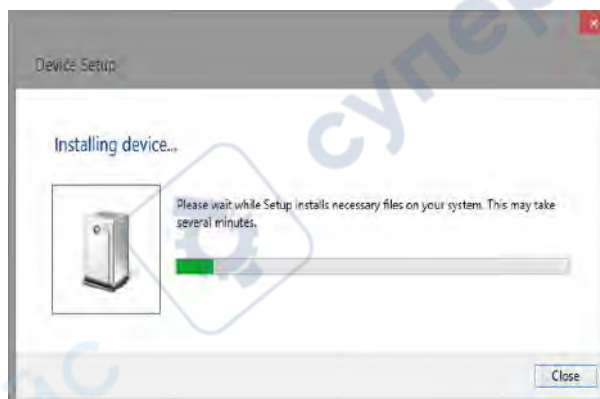 Device Setup
Installing device...
Please wait while Setup installs necessary files on your system. This may take
several minutes.
Close